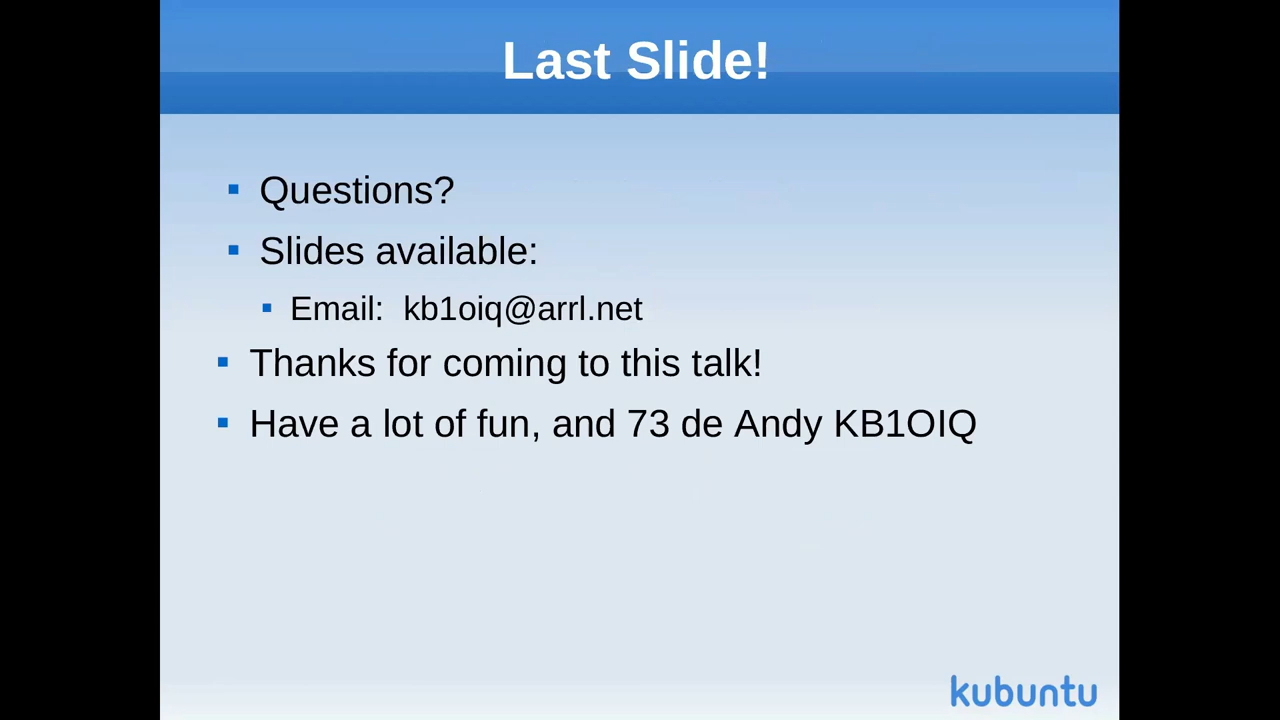 Last Slide!
Questions?
Slides available:
Email: kb1oiq@arrl.net
Thanks for coming to this talk!
Have a lot of fun, and 73 de Andy KB1OIQ
kubuntu